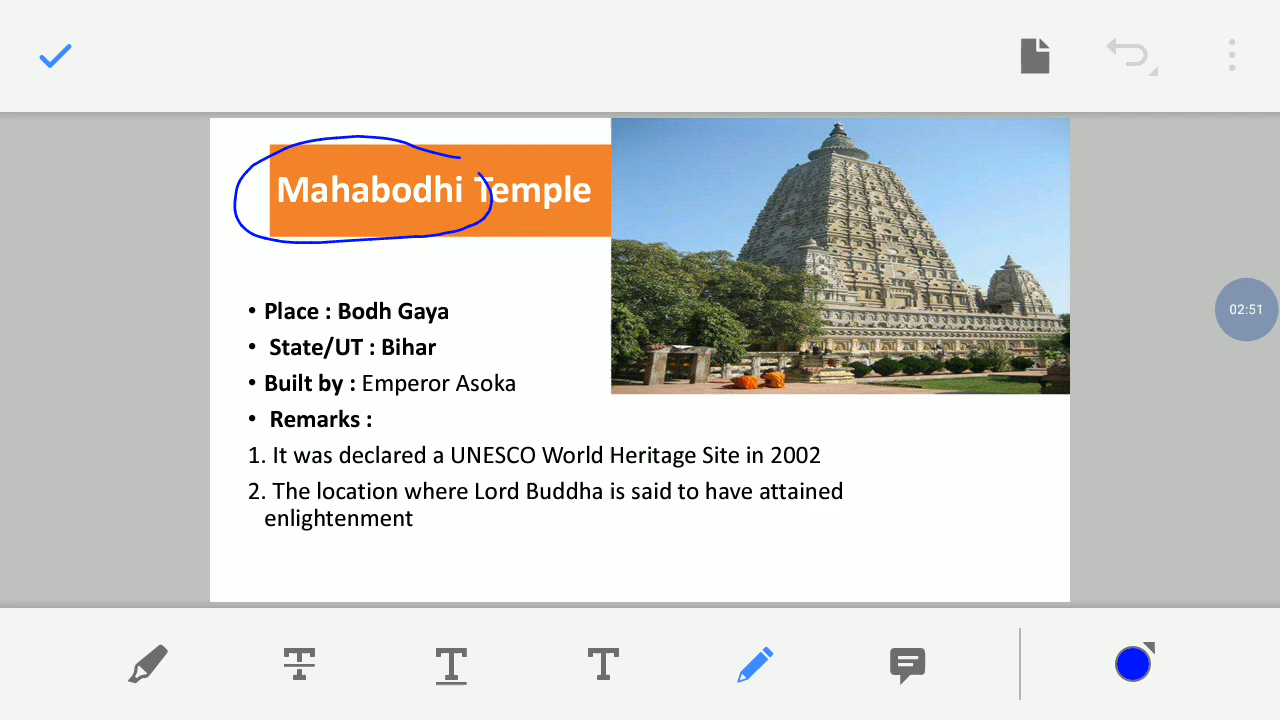 Mahabodhi Temple
• Place : Bodh Gaya
• State/UT : Bihar
• Built by : Emperor Asoka
• Remarks :
1. It was declared a UNESCO World Heritage Site in 2002
2. The location where Lord Buddha is said to have attained
enlightenment
02:51